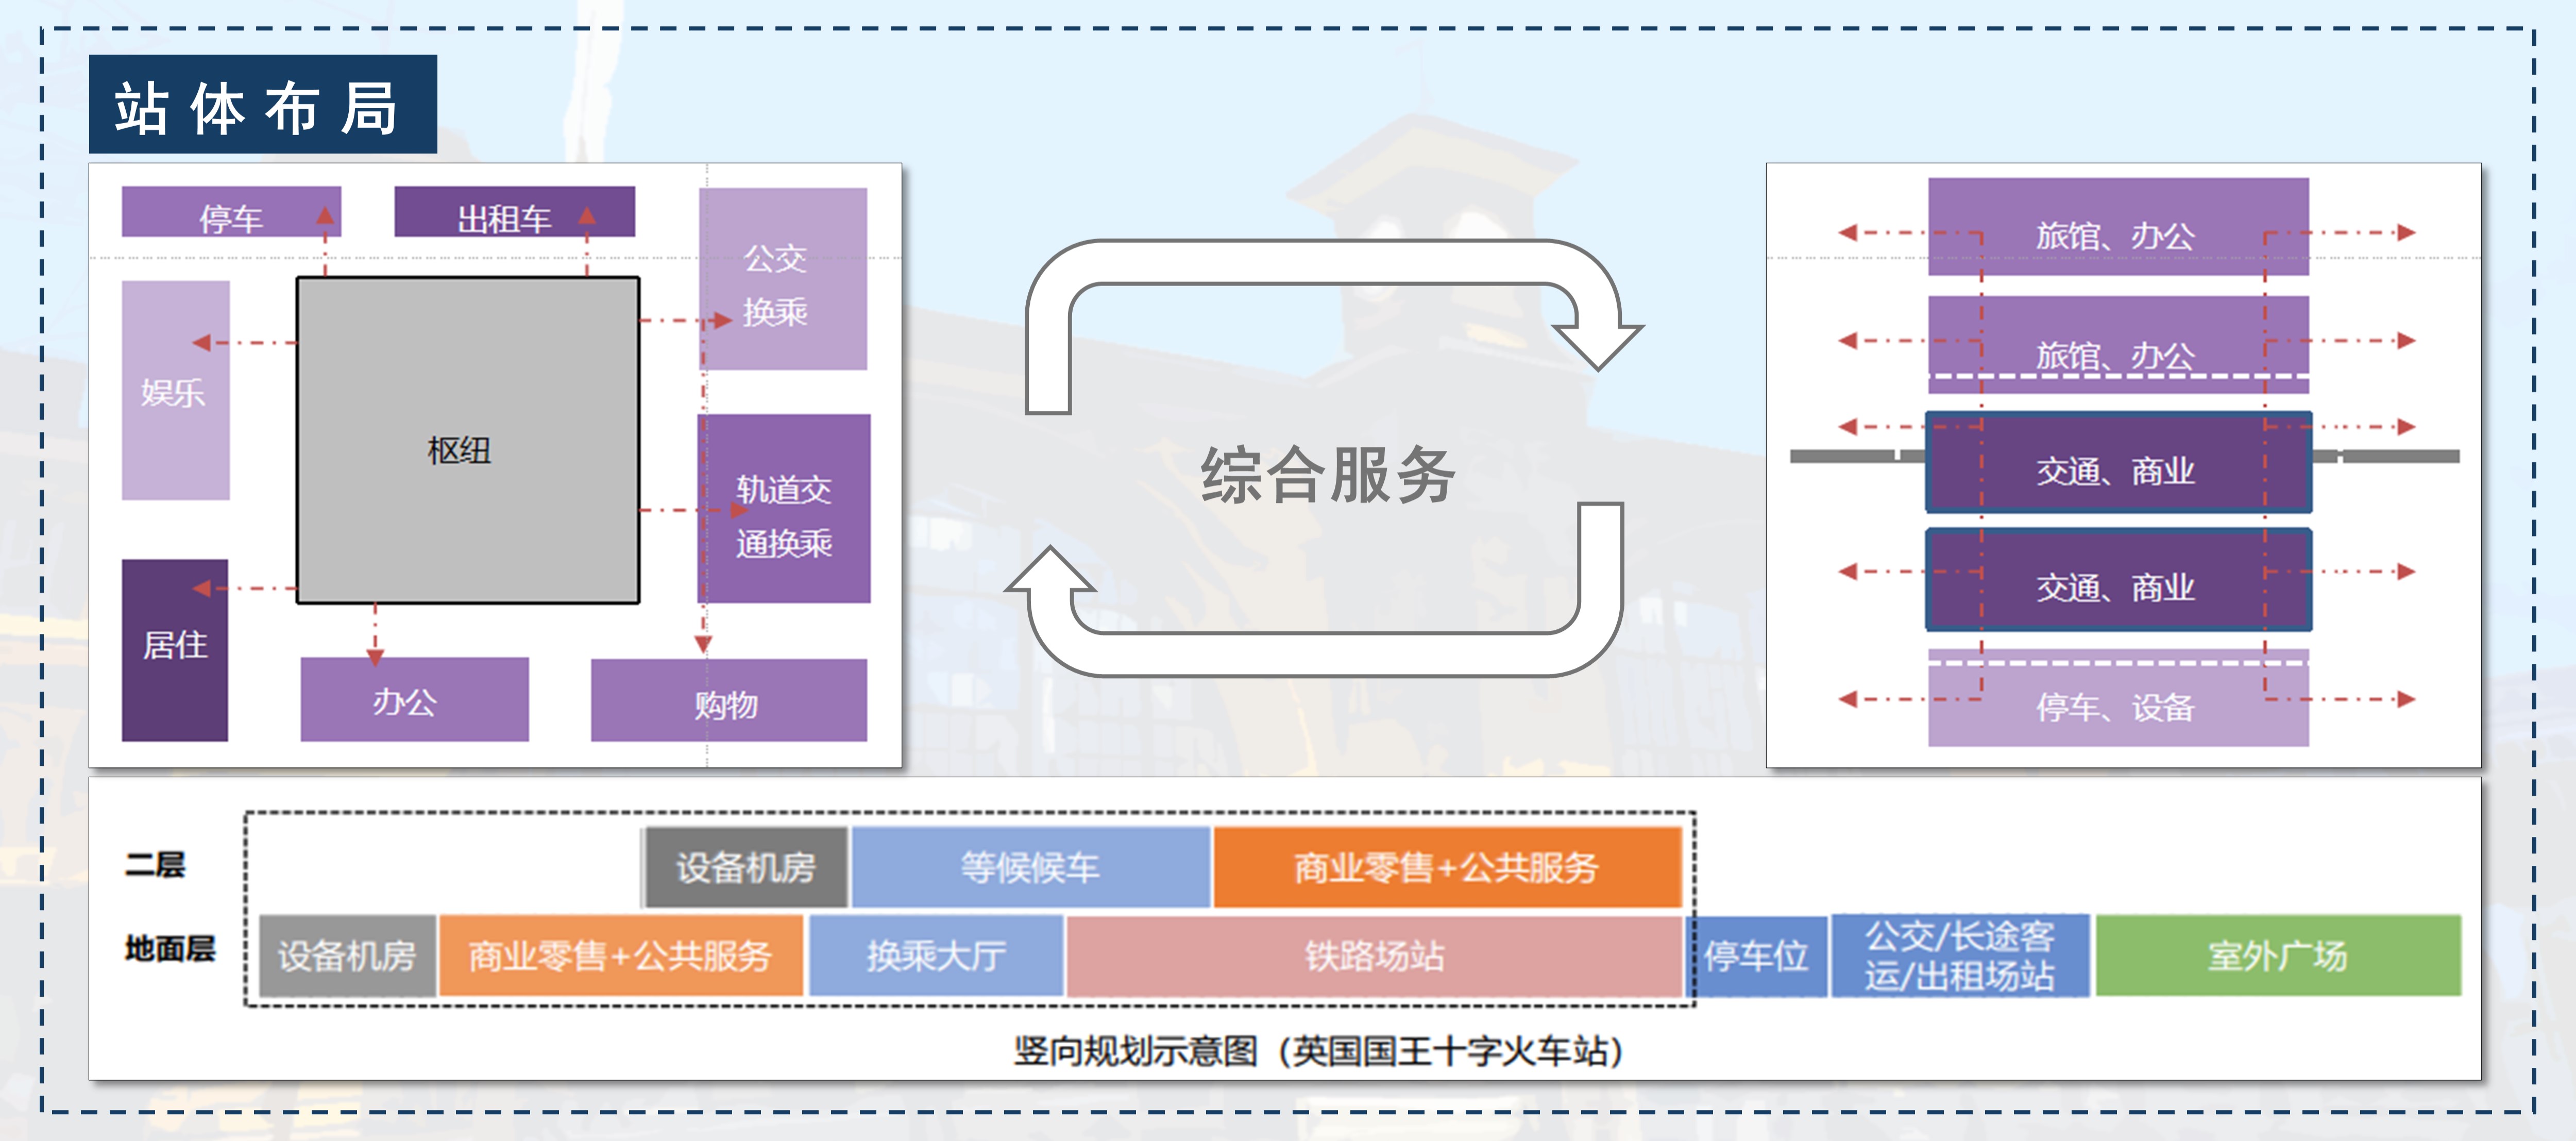 站体布局
停车
出租车
公交
换乘
娱乐
枢纽
轨道交
通换乘
居住
办公
购物
综合服务
旅馆、办公
旅馆、办公
交通、商业
交通、商业
停车、设备
二层
设备机房
等候候车
商业零售+公共服务
地面层
设备机房
商业零售+公共服务
换乘大厅
铁路场站
停车位
公交/长途客
运/出租场站
室外广场
竖向规划示意图（英国国王十字火车站）